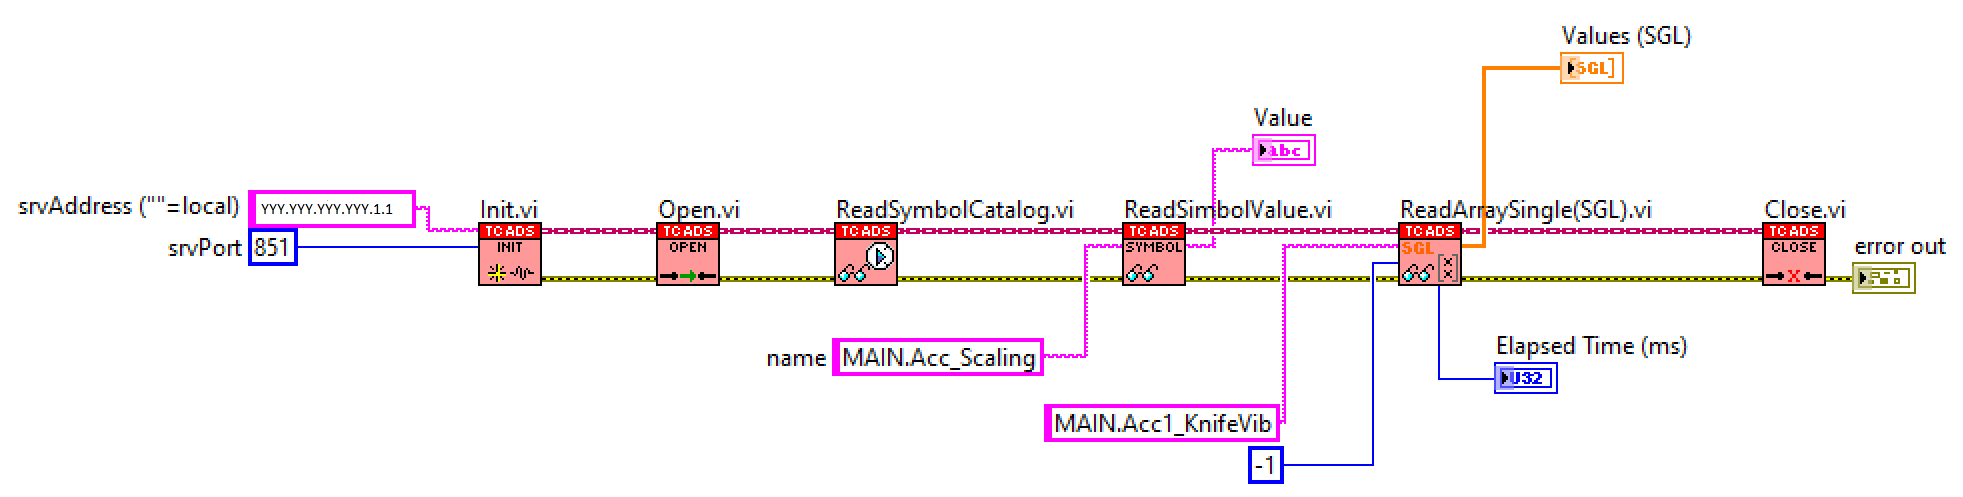 Values (SGL)
SGL]
Value
abc
srvAddress (""=local)
YYY.YYY.YYY.YYY.1.1
srvPort
851
Init.vi
TC ADS
INIT
Open.vi
TC ADS
OPEN
ReadSymbolCatalog.vi
TC ADS
ReadSimbolValue.vi
TC ADS
SYMBOL
ReadArraySingle(SGL).vi
TC ADS
SGL
Close.vi
TC ADS
CLOSE
error out
name
MAIN.Acc_Scaling
Elapsed Time (ms)
U32
MAIN.Acc1_KnifeVib
-1